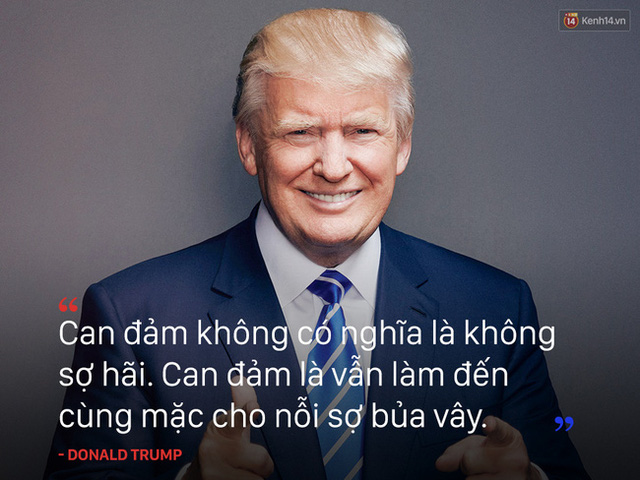 14 Kenh14.vn
“
Can đảm không có nghĩa là không
sợ hãi. Can đảm là vẫn làm đến
cùng mặc cho nỗi sợ bủa vây.
”
- DONALD TRUMP